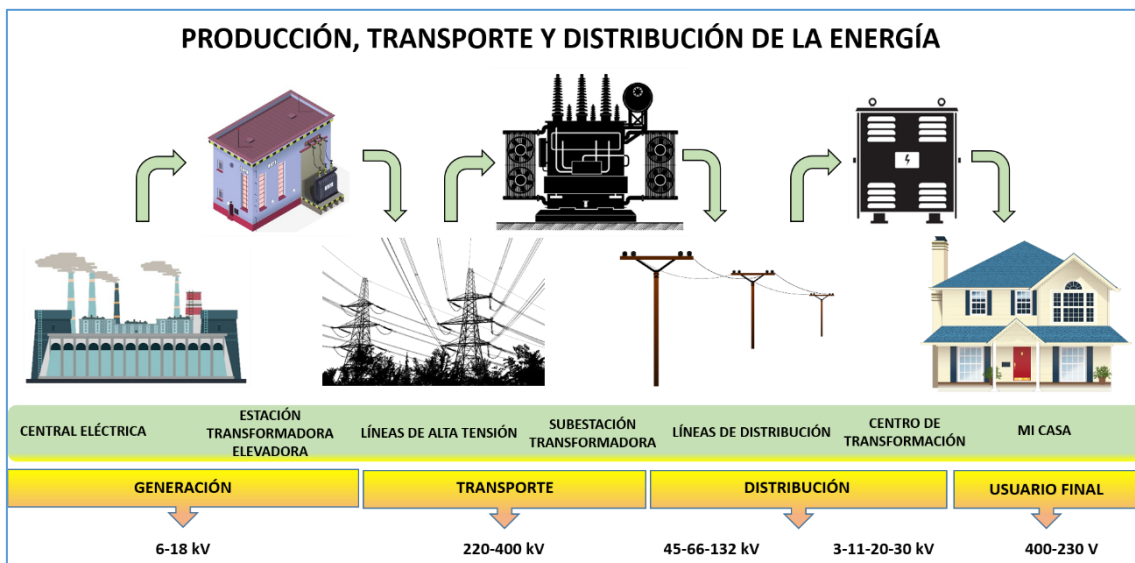 PRODUCCIÓN, TRANSPORTE Y DISTRIBUCIÓN DE LA ENERGÍA
CENTRAL ELÉCTRICA
ESTACIÓN
TRANSFORMADORA
ELEVADORA
LÍNEAS DE ALTA TENSIÓN
SUBESTACIÓN
TRANSFORMADORA
LÍNEAS DE DISTRIBUCIÓN
CENTRO DE
TRANSFORMACIÓN
MI CASA
GENERACIÓN
TRANSPORTE
DISTRIBUCIÓN
USUARIO FINAL
6-18 kV
220-400 kV
45-66-132 kV
3-11-20-30 kV
400-230 V